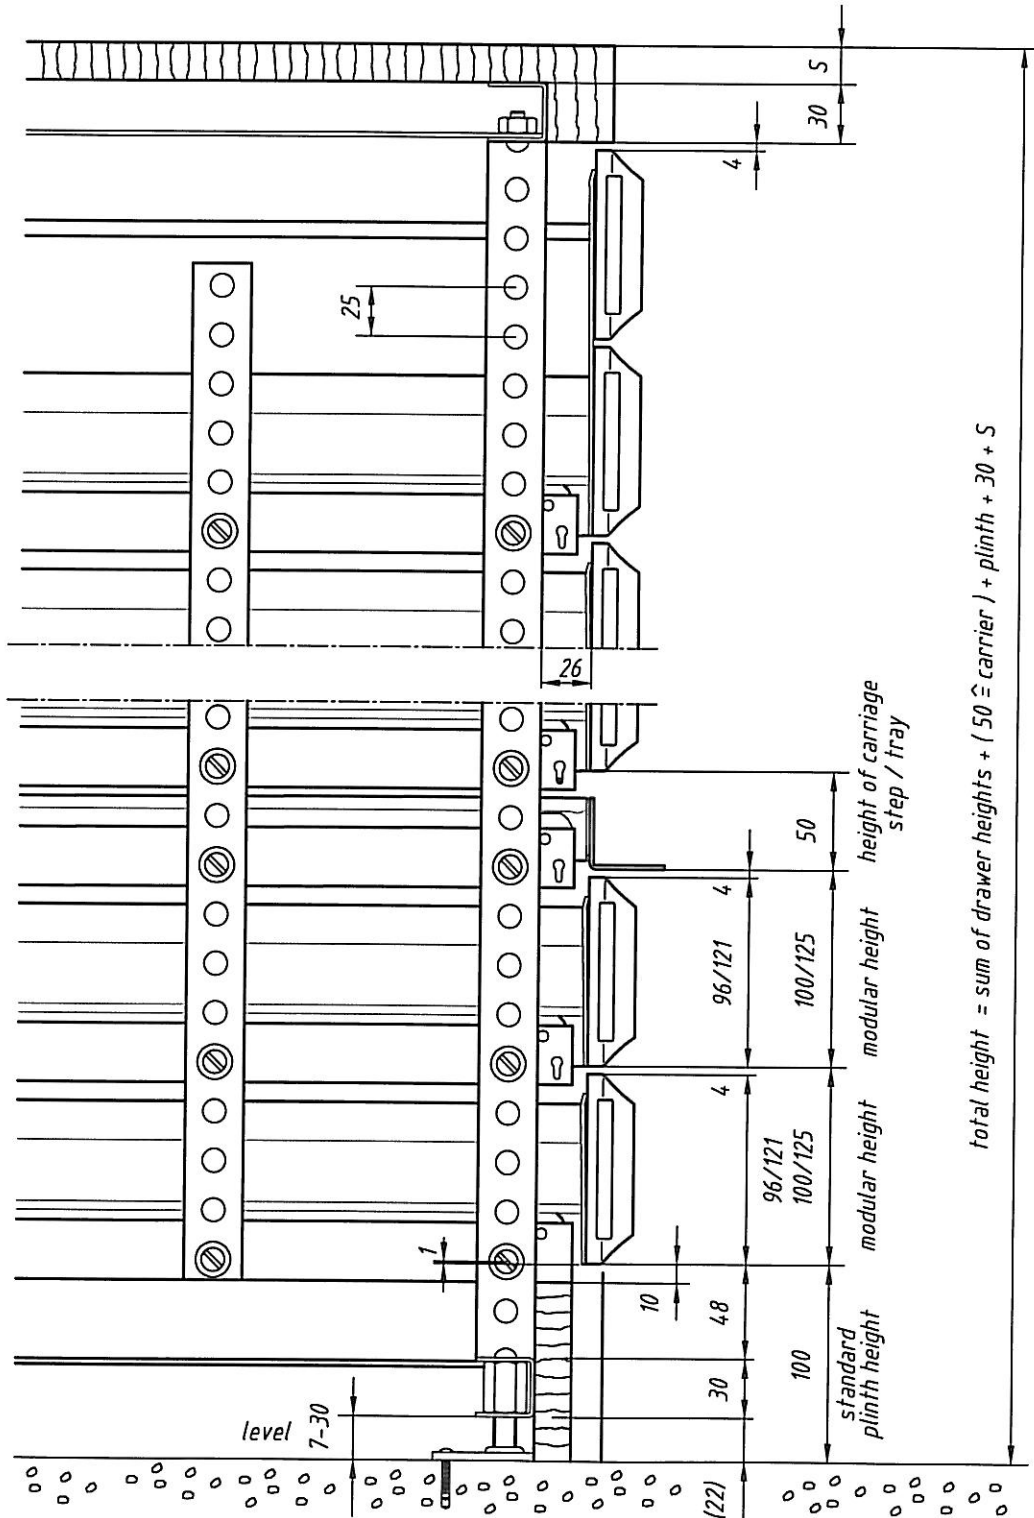 S
30
4
25
26
50
height of carriage
step / tray
4
96/121
100/125
modular height
4
96/121
100/125
modular height
1
10
48
100
standard
plinth height
30
level
7-30
(22)
total height = sum of drawer heights + ( 50 ≙ carrier ) + plinth + 30 + S